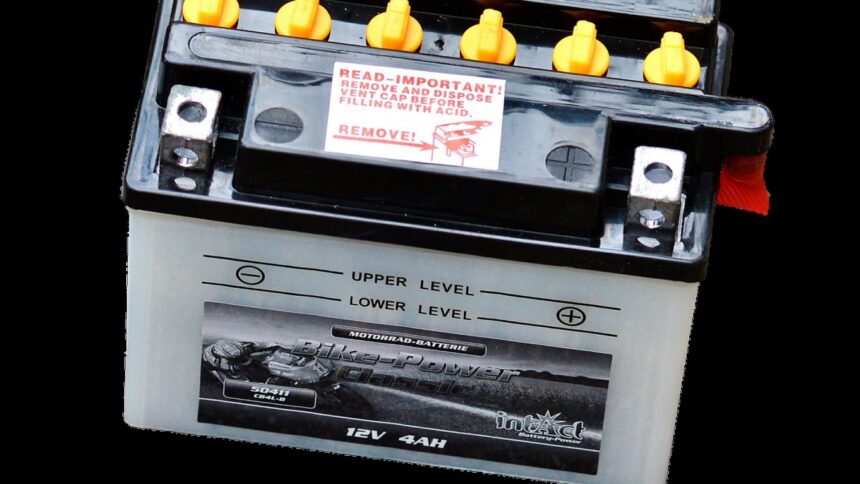 READ-IMPORTANT!
REMOVE AND DISPOSE
VENT CAP BEFORE
FILLING WITH ACID.
REMOVE!
UPPER LEVEL
LOWER LEVEL
MOTORRAD-BATTERIE
Bike-Power
Classic
50411
CB4L-B
intAct
Battery-Power
12V 4AH